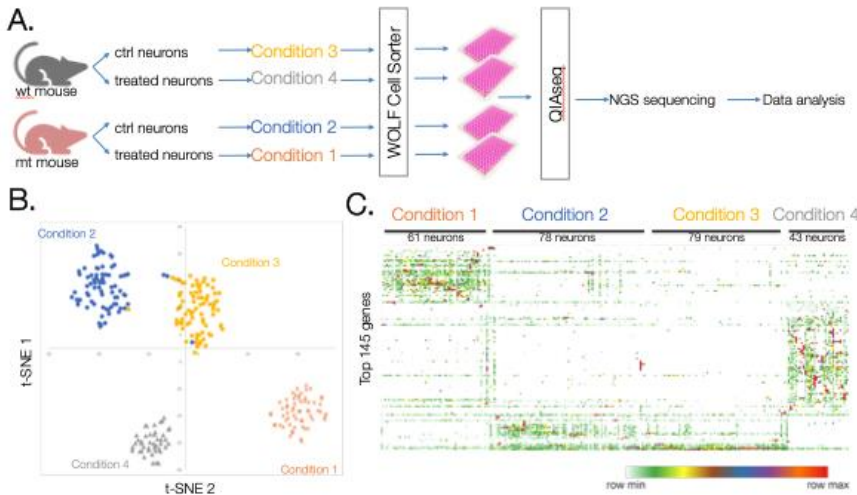 A.
ctrl neurons
Condition 3
treated neurons
Condition 4
wt mouse
ctrl neurons
Condition 2
treated neurons
Condition 1
mt mouse
WOLF Cell Sorter
QIAseq
NGS sequencing
Data analysis
B.
Condition 2
Condition 3
Condition 4
Condition 1
t-SNE 1
t-SNE 2
C.
Condition 1 Condition 2 Condition 3 Condition 4
61 neurons 78 neurons 79 neurons 43 neurons
Top 145 genes
row min row max